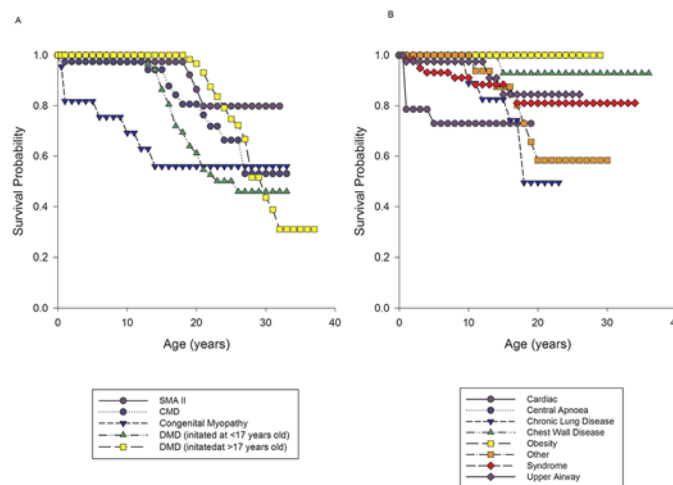 A
B
1.0
0.8
0.6
0.4
0.2
0.0
Survival Probability
0 10 20 30 40
Age (years)
1.0
0.8
0.6
0.4
0.2
0.0
Survival Probability
0 10 20 30 40
Age (years)
SMA II
CMD
Congenital Myopathy
DMD (initated at <17 years old)
DMD (initatedat >17 years old)
Cardiac
Central Apnoea
Chronic Lung Disease
Chest Wall Disease
Obesity
Other
Syndrome
Upper Airway